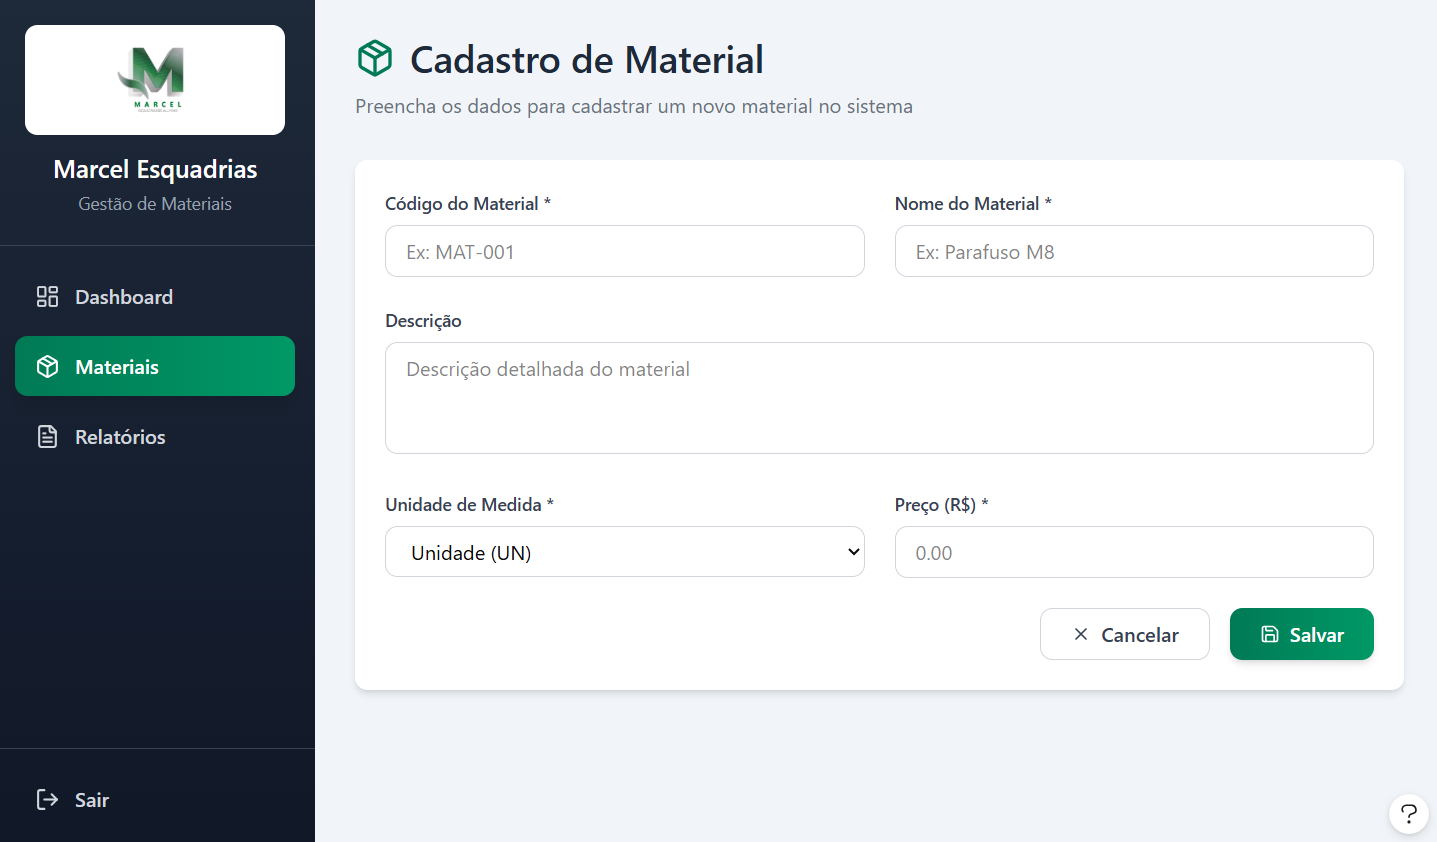 M
MARCEL
Marcel Esquadrias
Gestão de Materiais
Dashboard
Materiais
Relatórios
Sair
Cadastro de Material
Preencha os dados para cadastrar um novo material no sistema
Código do Material *
Ex: MAT-001
Nome do Material *
Ex: Parafuso M8
Descrição
Descrição detalhada do material
Unidade de Medida *
Unidade (UN)
Preço (R$) *
0.00
Cancelar
Salvar
?